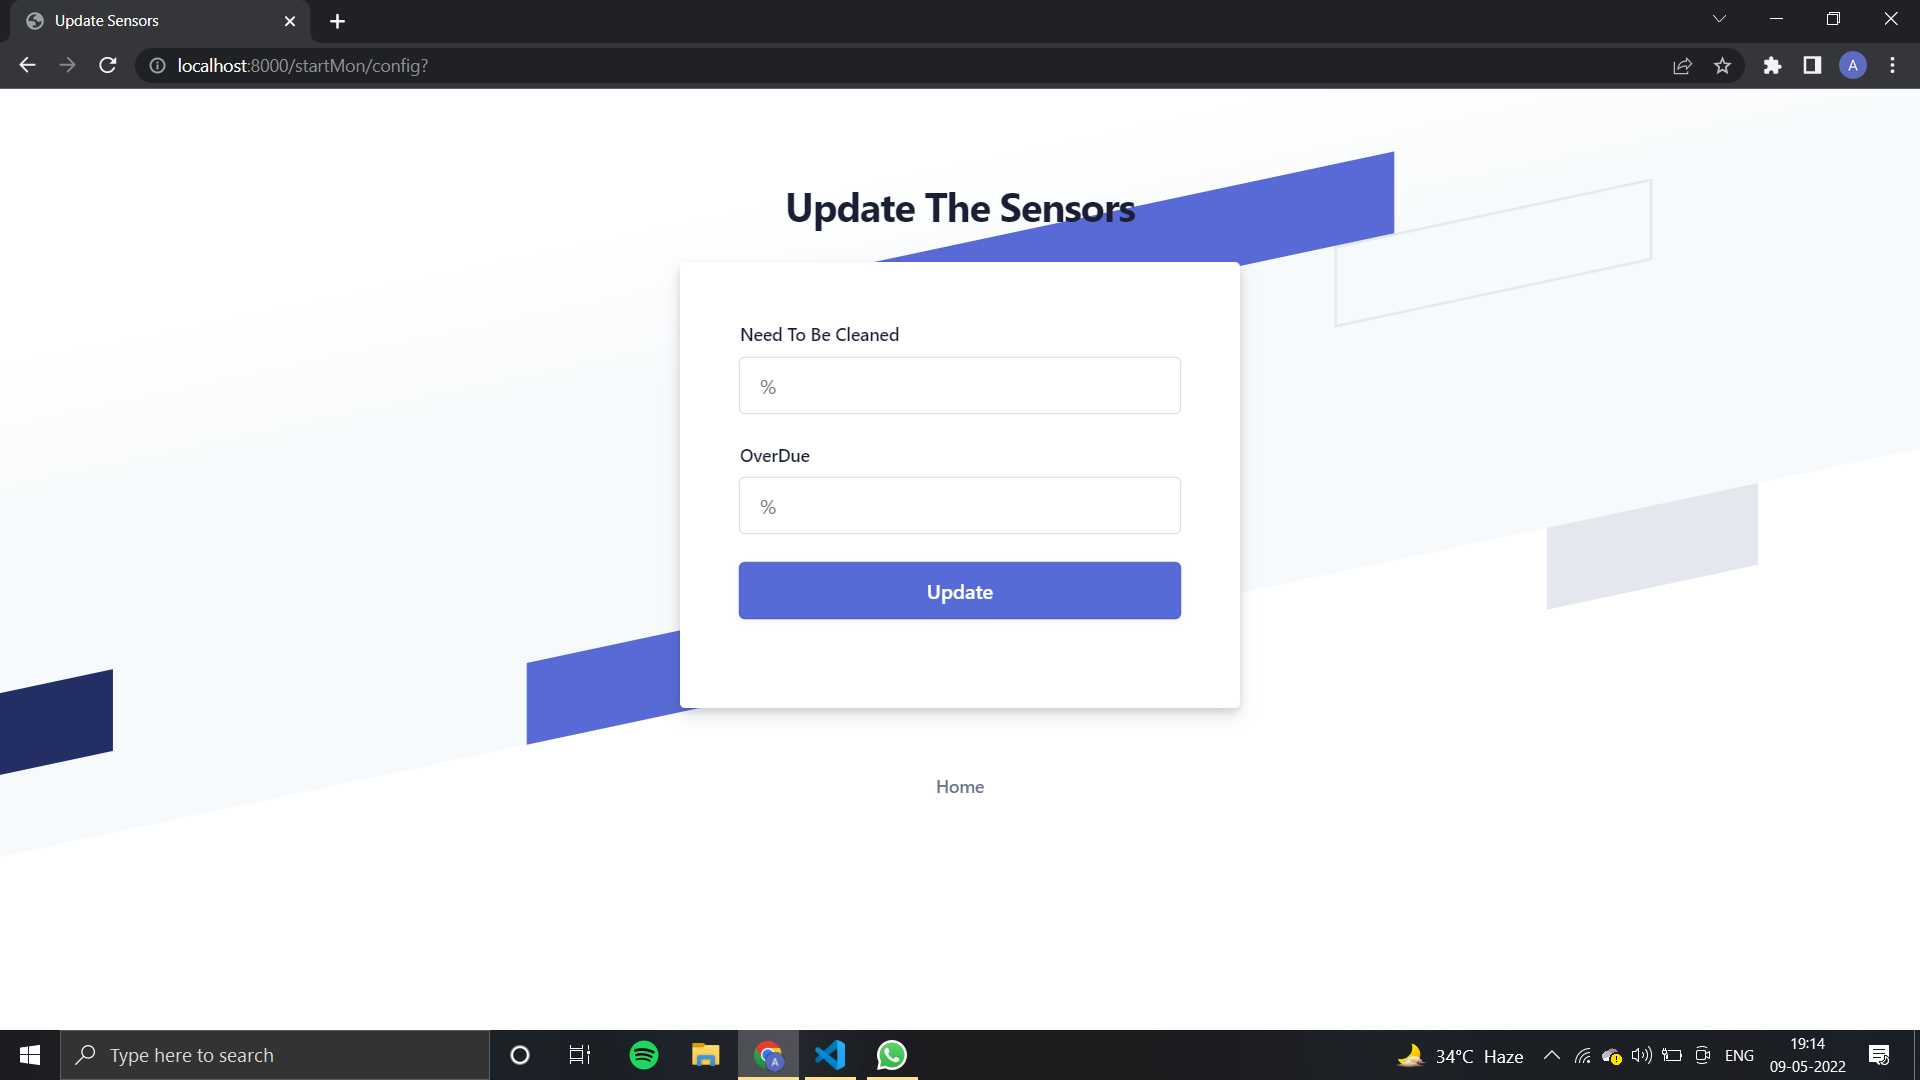 Update Sensors
localhost:8000/startMon/config?
A
Update The Sensors
Need To Be Cleaned
%
OverDue
%
Update
Home
Type here to search
A
34°C Haze
ENG
19:14
09-05-2022